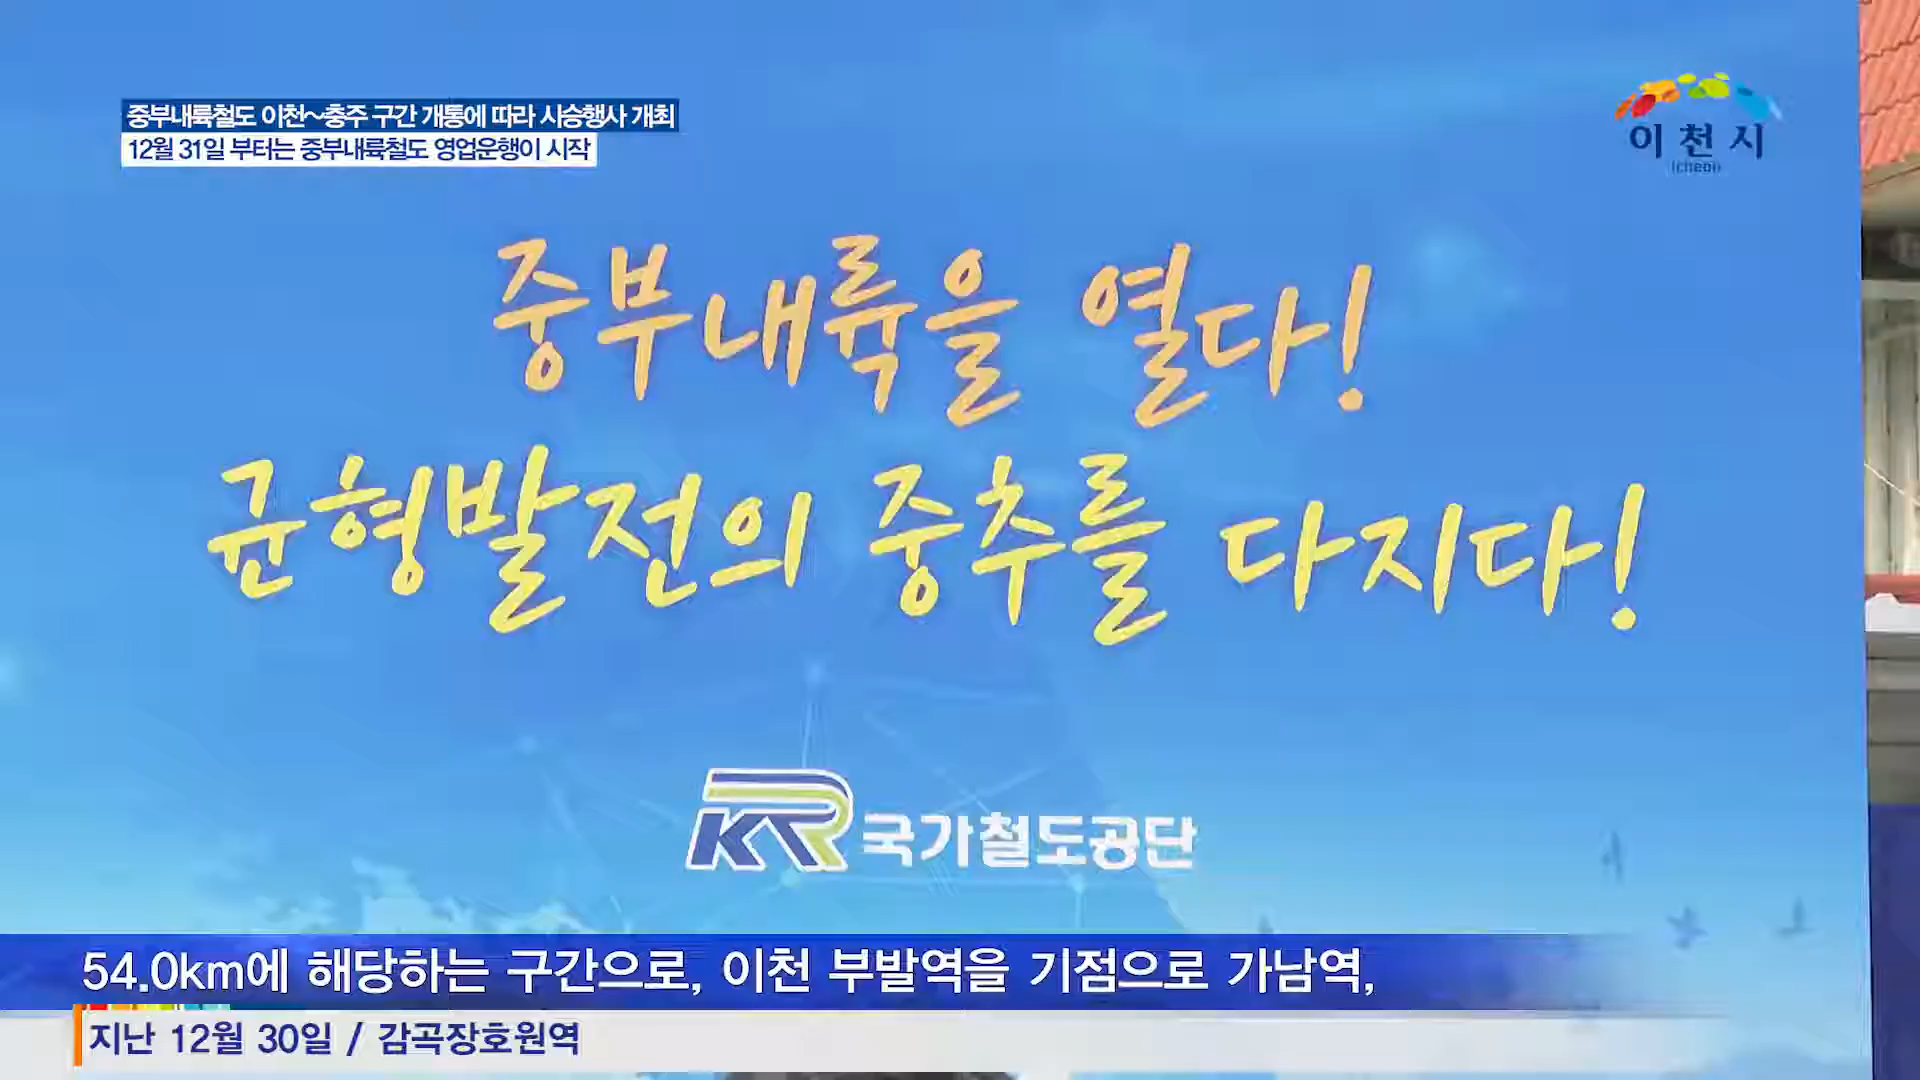 중부내륙철도 이천~충주 구간 개통에 따라 시승행사 개최
12월 31일 부터는 중부내륙철도 영업운행이 시작
이천시
Icheon
중부내륙을 열다!
균형발전의 중추를 다지다!
KR 국가철도공단
54.0km에 해당하는 구간으로, 이천 부발역을 기점으로 가남역,
지난 12월 30일 / 감곡장호원역